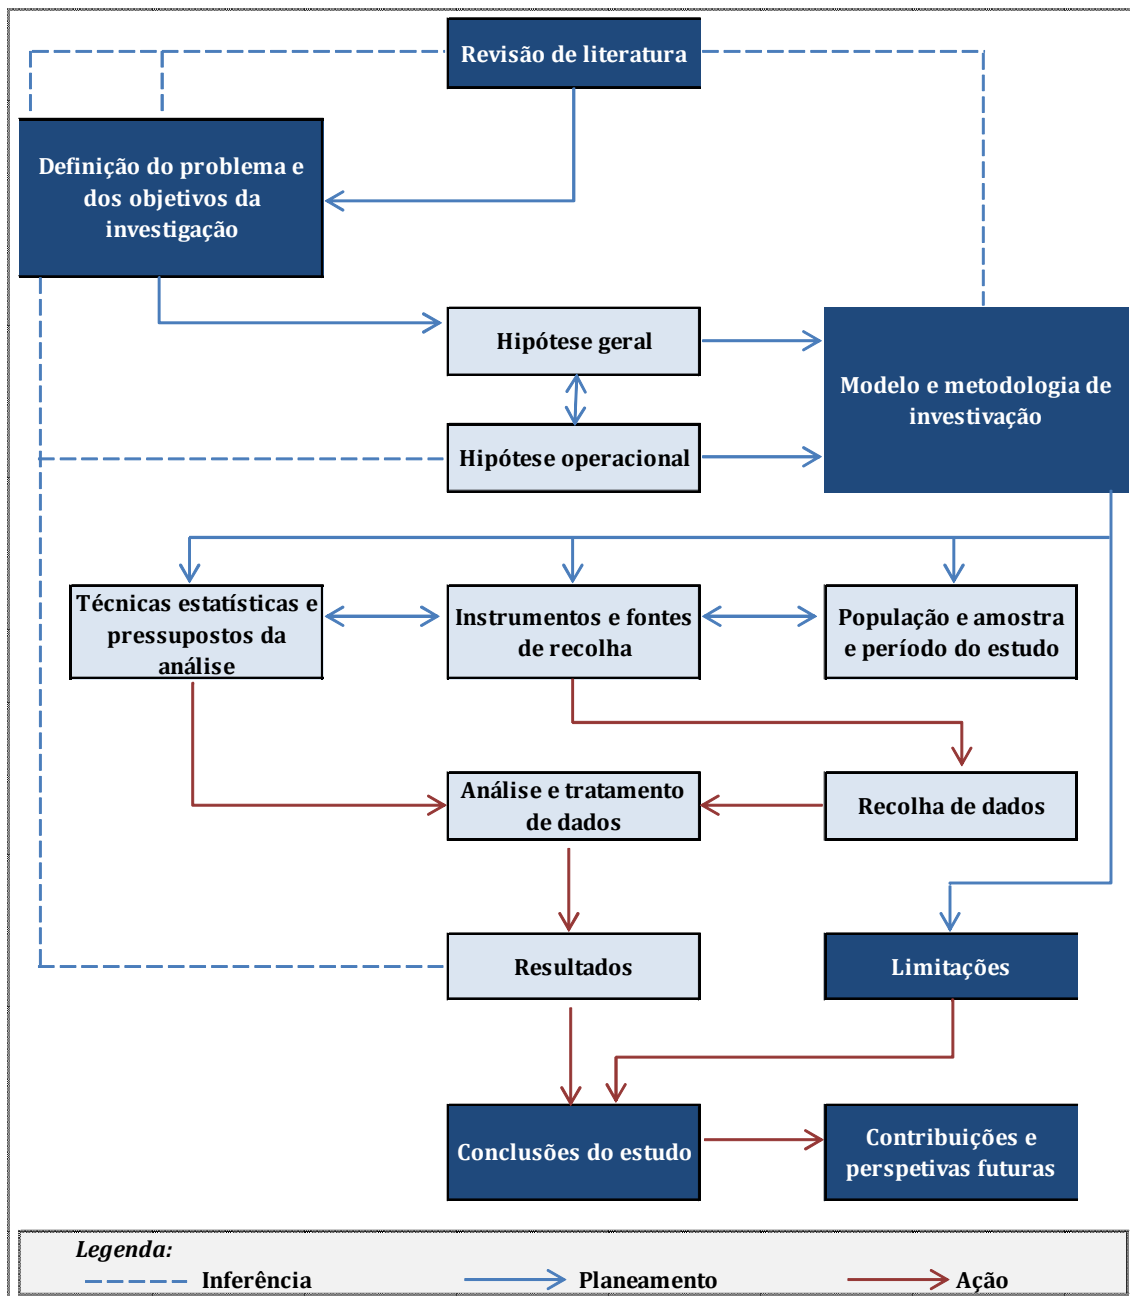 Revisão de literatura
Definição do problema e
dos objetivos da
investigação
Hipótese geral
Modelo e metodologia de
investivação
Hipótese operacional
Técnicas estatísticas e
pressupostos da
análise
Instrumentos e fontes
de recolha
População e amostra
e período do estudo
Análise e tratamento
de dados
Recolha de dados
Resultados
Limitações
Conclusões do estudo
Contribuições e
perspetivas futuras
Legenda:
Inferência
Planeamento
Ação